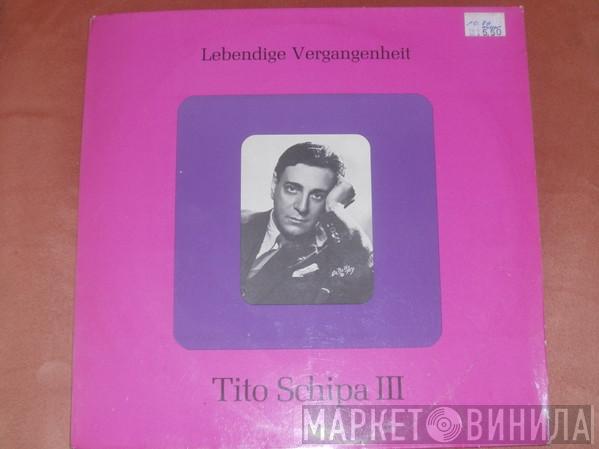 Lebendige Vergangenheit
Tito Schipa III
МАРКЕТ ВИНИЛА